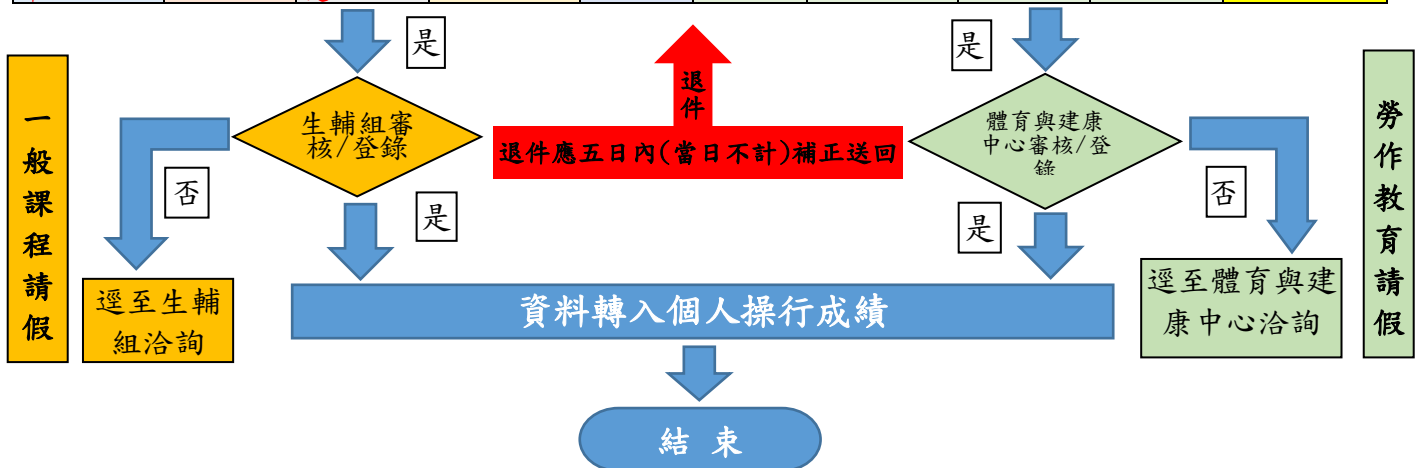 是
是
一般課程請假
生輔組審
核/登錄
退件
退件應五日內(當日不計)補正送回
體育與建康
中心審核/登
錄
勞作教育請假
否
是
是
否
逕至生輔
組洽詢
資料轉入個人操行成績
逕至體育與建
康中心洽詢
結 束